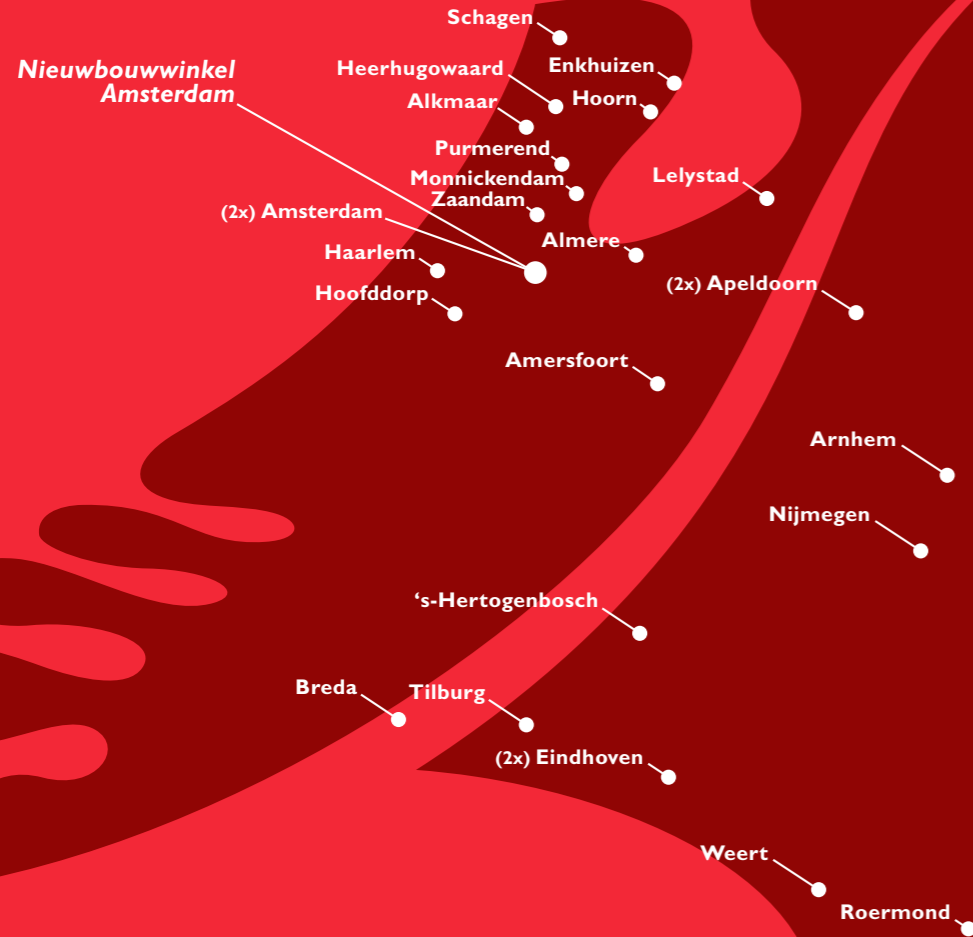 Schagen
Nieuwbouwwinkel
Amsterdam
Heerhugowaard
Enkhuizen
Alkmaar
Hoorn
Purmerend
Monnickendam
Lelystad
Zaandam
(2x) Amsterdam
Almere
Haarlem
(2x) Apeldoorn
Hoofddorp
Amersfoort
Arnhem
Nijmegen
‘s-Hertogenbosch
Breda
Tilburg
(2x) Eindhoven
Weert
Roermond